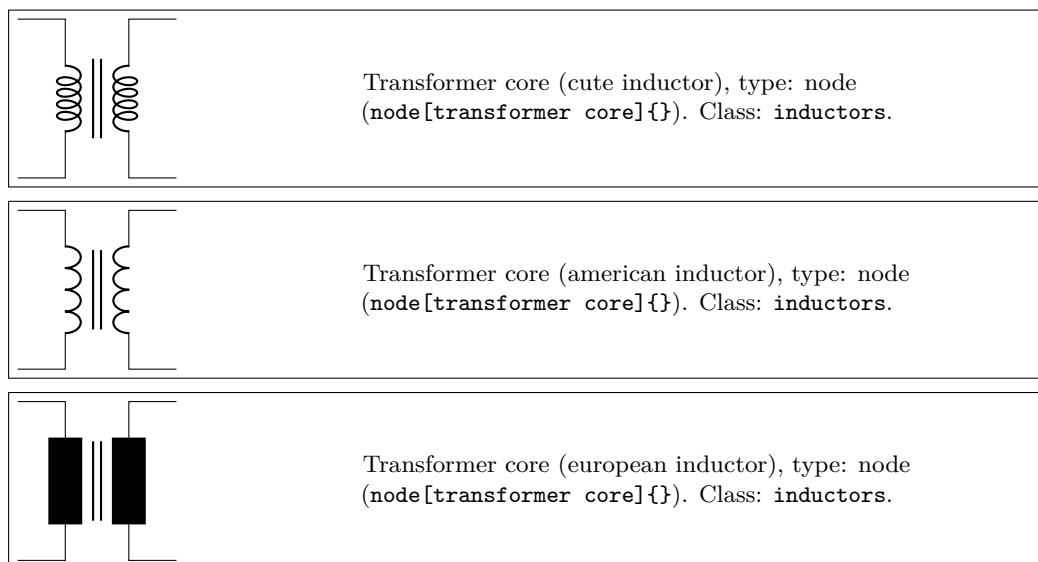 Transformer core (cute inductor), type: node
(node[transformer core]{}). Class: inductors.
Transformer core (american inductor), type: node
(node[transformer core]{}). Class: inductors.
Transformer core (european inductor), type: node
(node[transformer core]{}). Class: inductors.